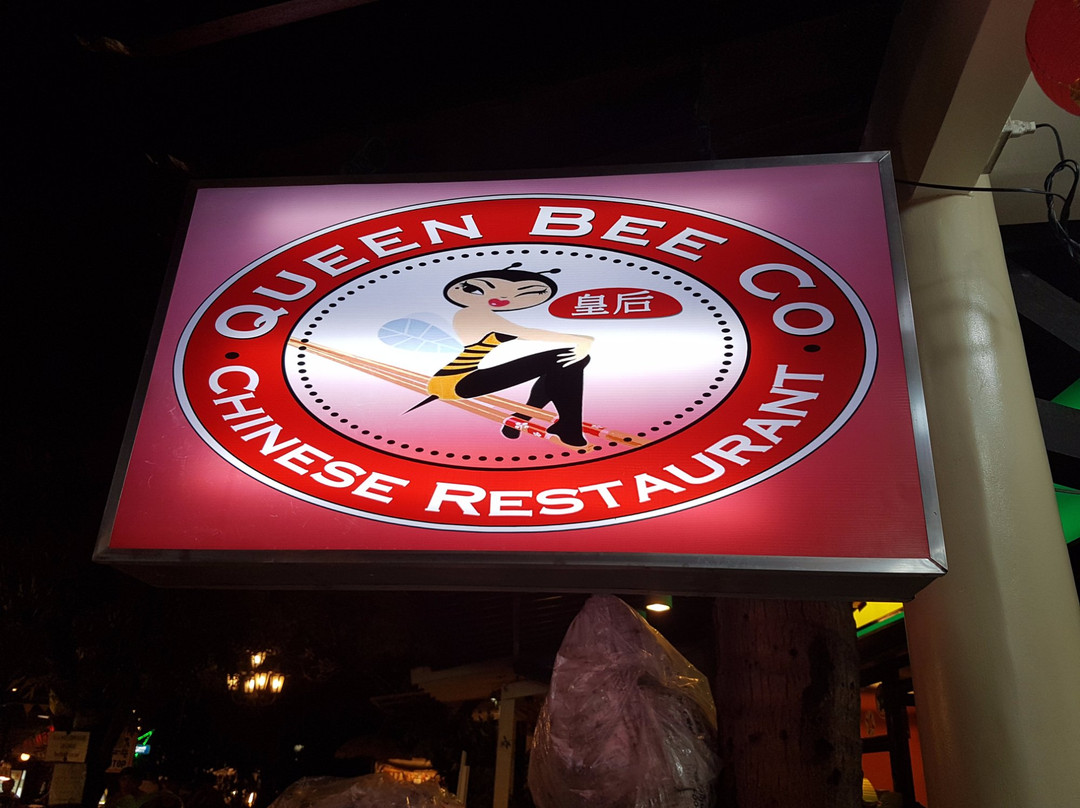 QUEEN BEE CO
皇后
CHINESE RESTAURANT